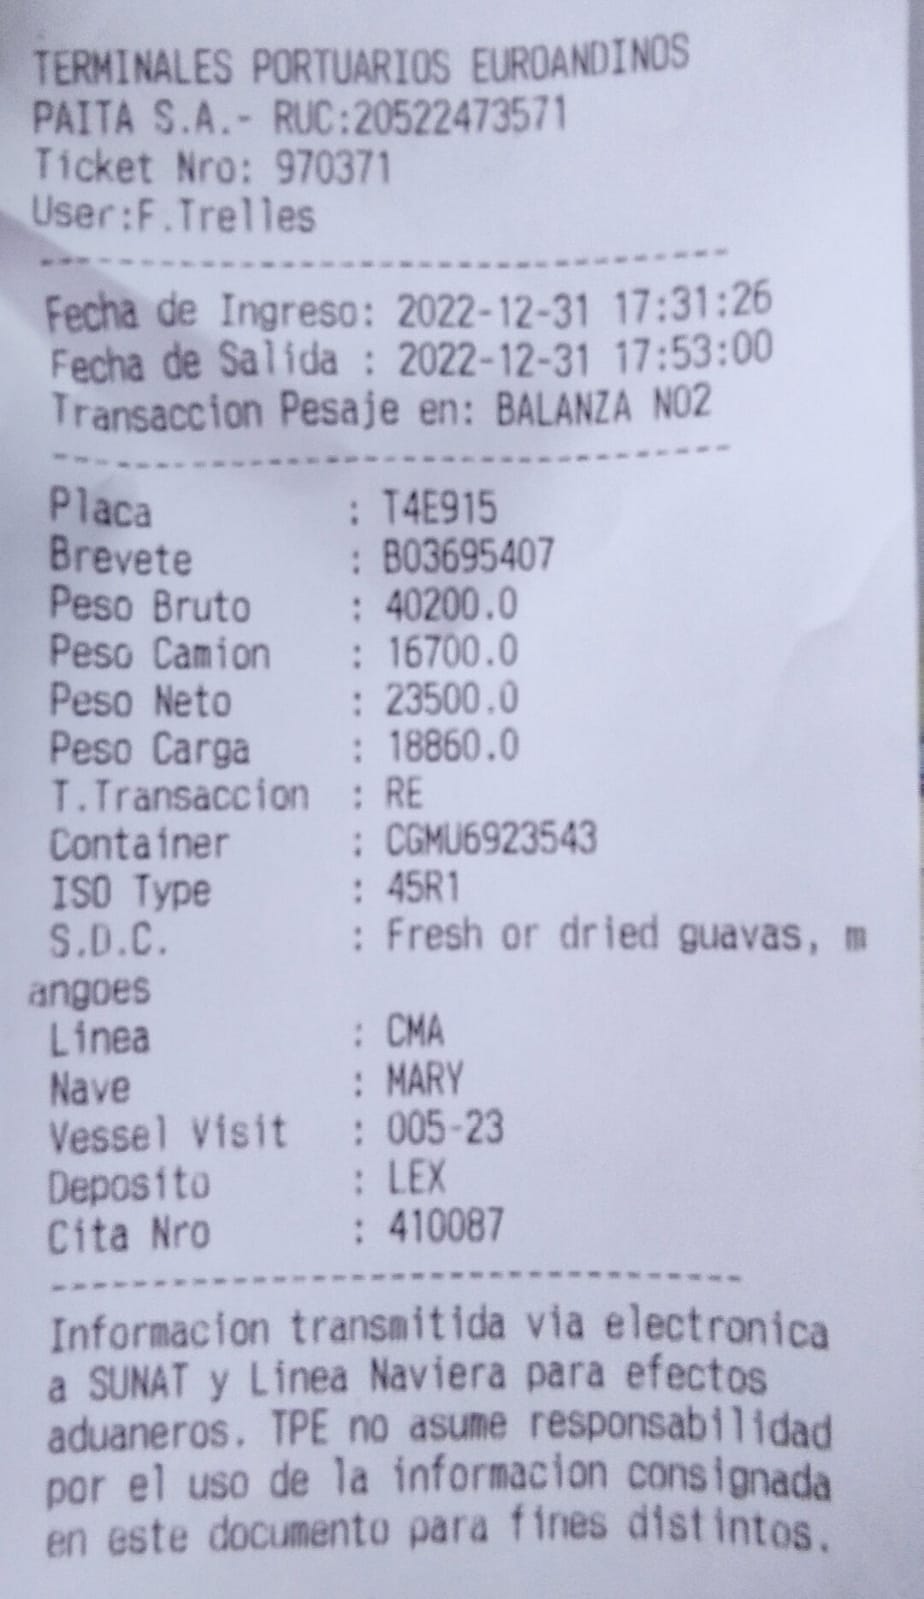 TERMINALES PORTUARIOS EUROANDINOS
PAITA S.A.- RUC:20522473571
Ticket Nro: 970371
User:F.Trelles
----------------------------------
Fecha de Ingreso: 2022-12-31 17:31:26
Fecha de Salida : 2022-12-31 17:53:00
Transaccion Pesaje en: BALANZA NO2
----------------------------------
Placa : T4E915
Brevete : B03695407
Peso Bruto : 40200.0
Peso Camion : 16700.0
Peso Neto : 23500.0
Peso Carga : 18860.0
T.Transaccion : RE
Container : CGMU6923543
ISO Type : 45R1
S.D.C. : Fresh or dried guavas, m
angoes
Linea : CMA
Nave : MARY
Vessel Visit : 005-23
Deposito : LEX
Cita Nro : 410087
----------------------------------
Informacion transmitida via electronica
a SUNAT y Linea Naviera para efectos
aduaneros. TPE no asume responsabilidad
por el uso de la informacion consignada
en este documento para fines distintos.